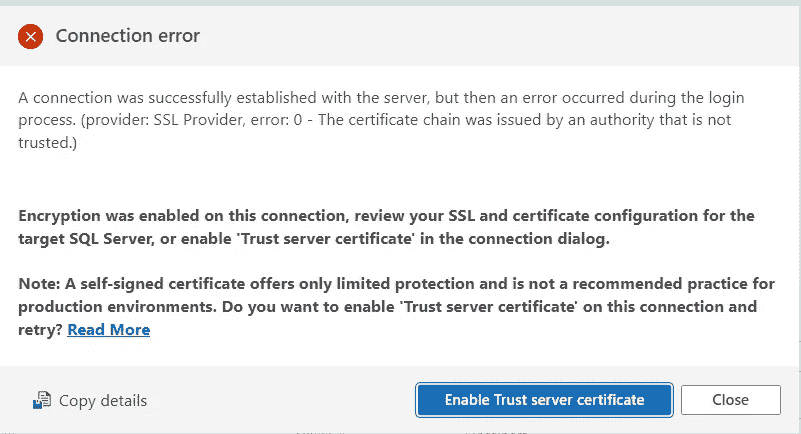 Connection error
A connection was successfully established with the server, but then an error occurred during the login
process. (provider: SSL Provider, error: 0 - The certificate chain was issued by an authority that is not
trusted.)
Encryption was enabled on this connection, review your SSL and certificate configuration for the
target SQL Server, or enable 'Trust server certificate' in the connection dialog.
Note: A self-signed certificate offers only limited protection and is not a recommended practice for
production environments. Do you want to enable 'Trust server certificate' on this connection and
retry? Read More
Copy details
Enable Trust server certificate
Close